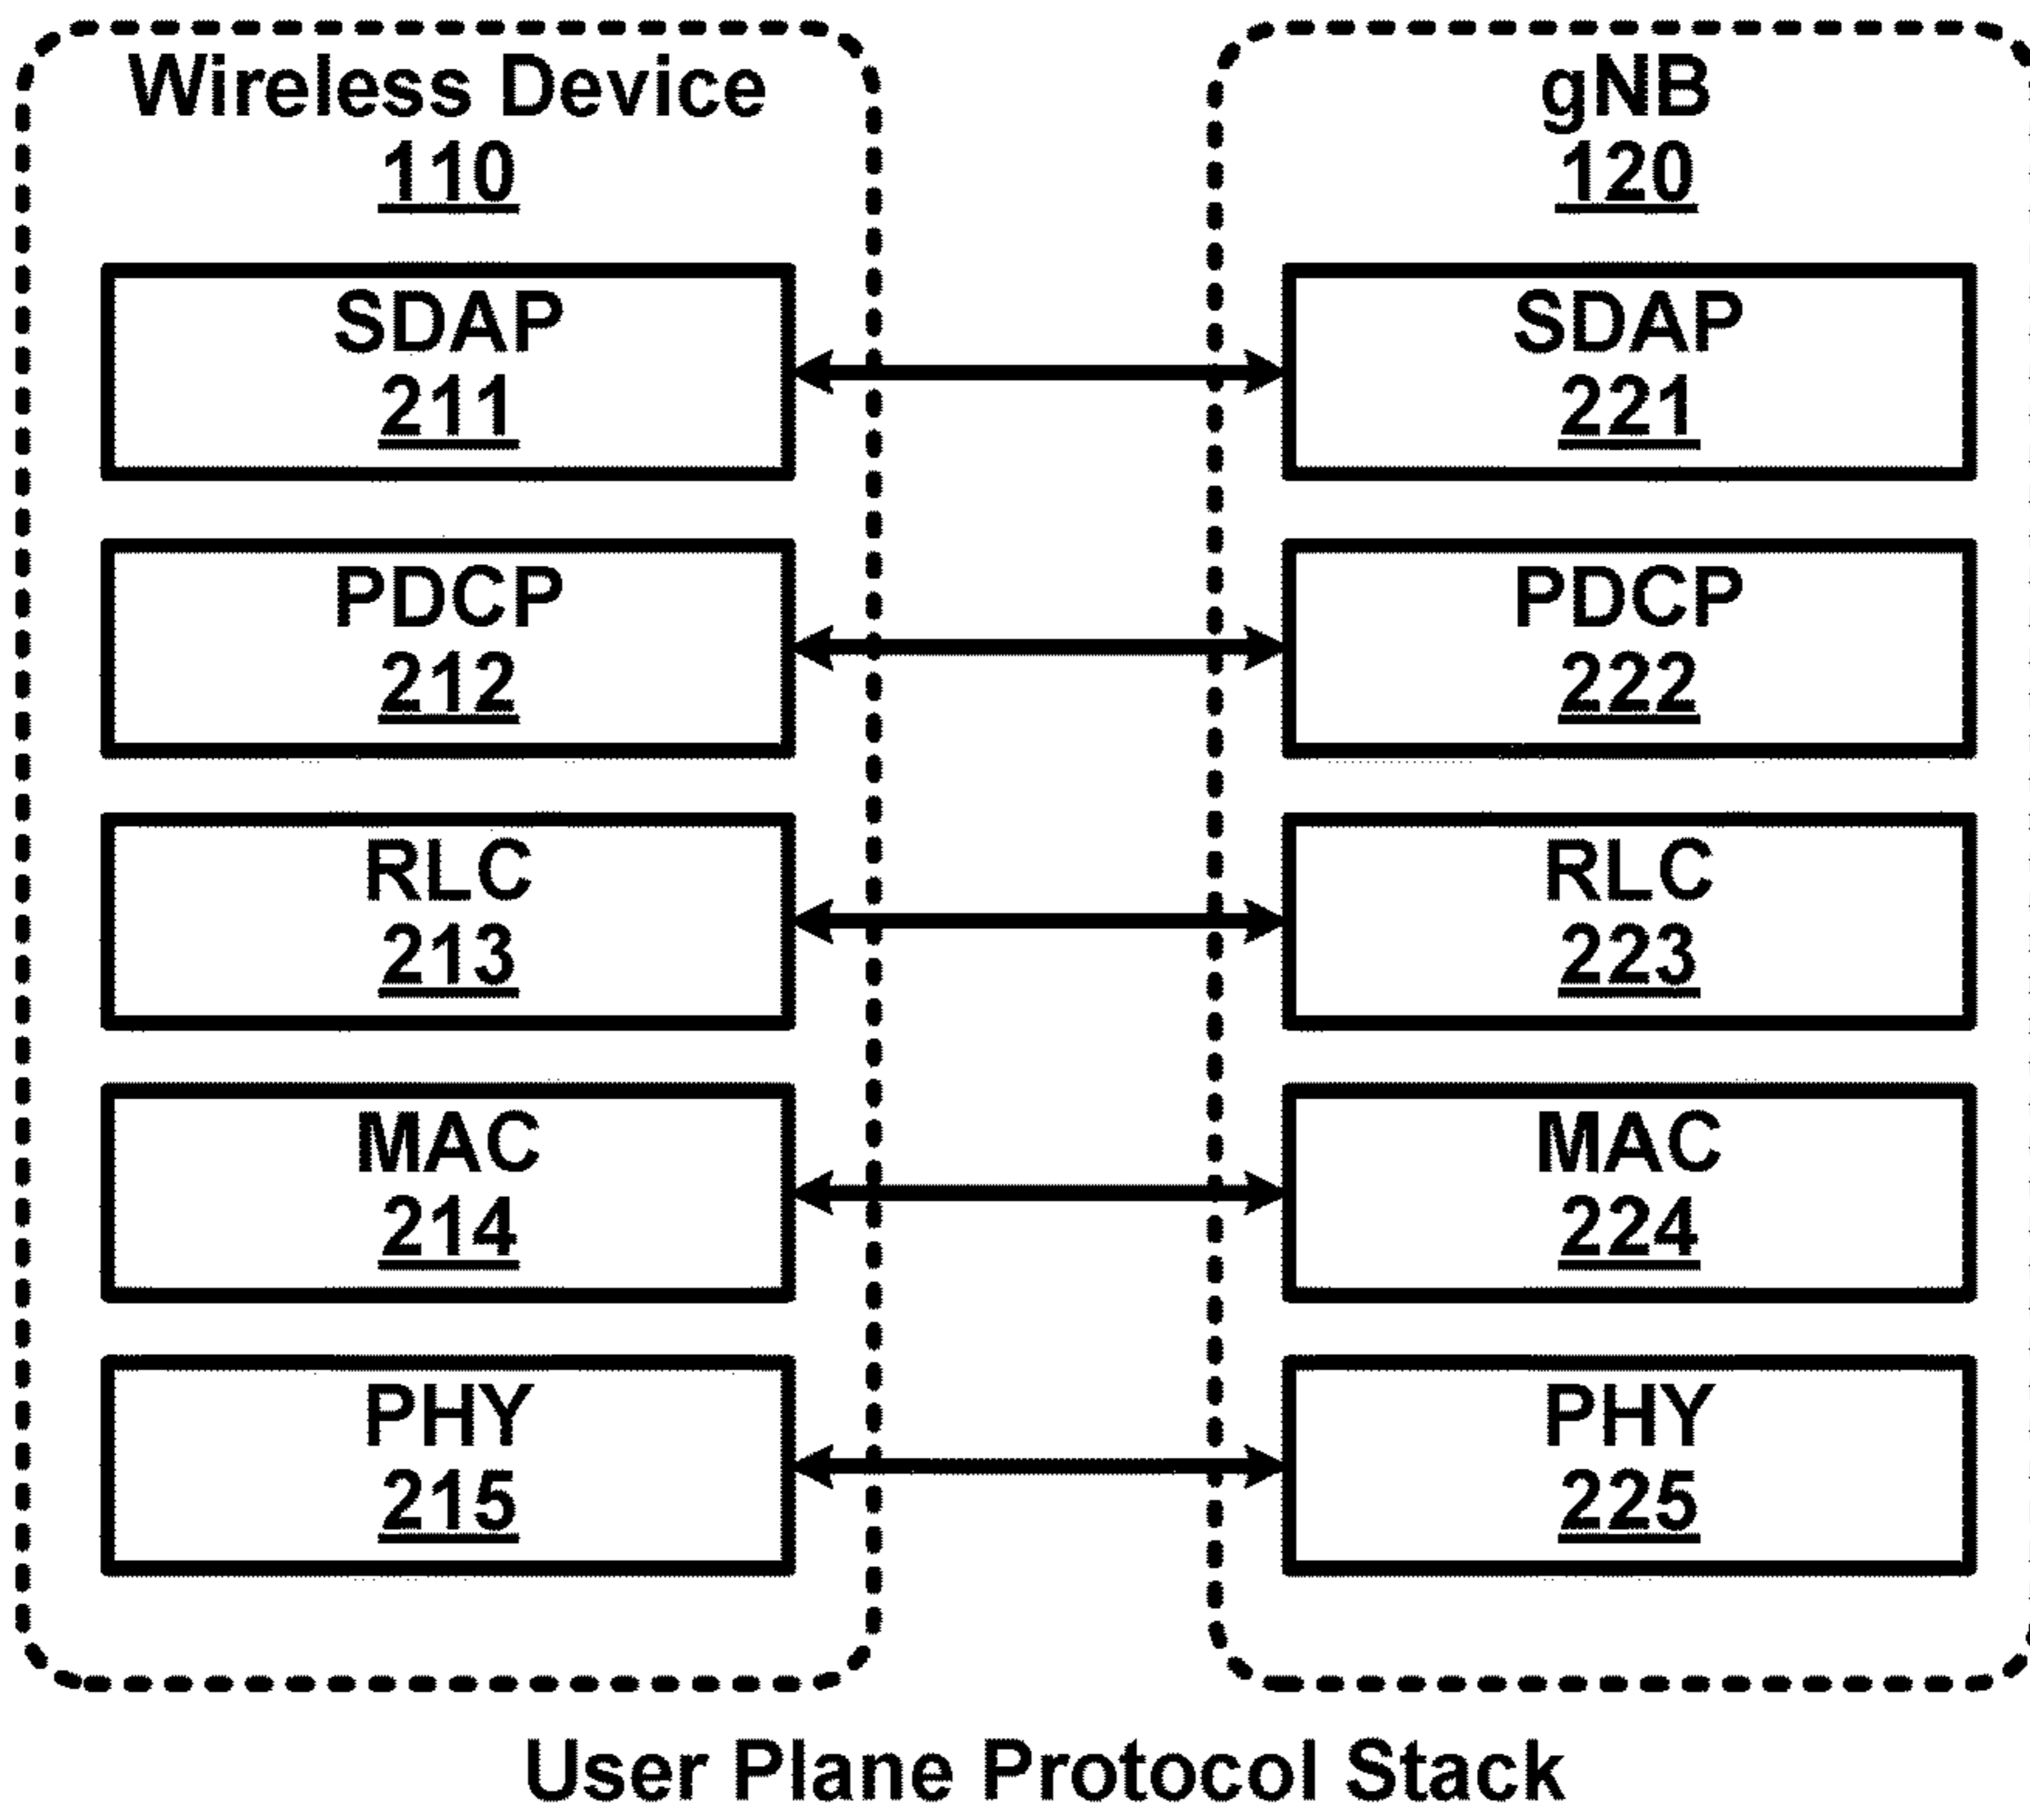 Wireless Device
110
gNB
120
SDAP
211
SDAP
221
PDCP
212
PDCP
222
RLC
213
RLC
223
MAC
214
MAC
224
PHY
215
PHY
225
User Plane Protocol Stack